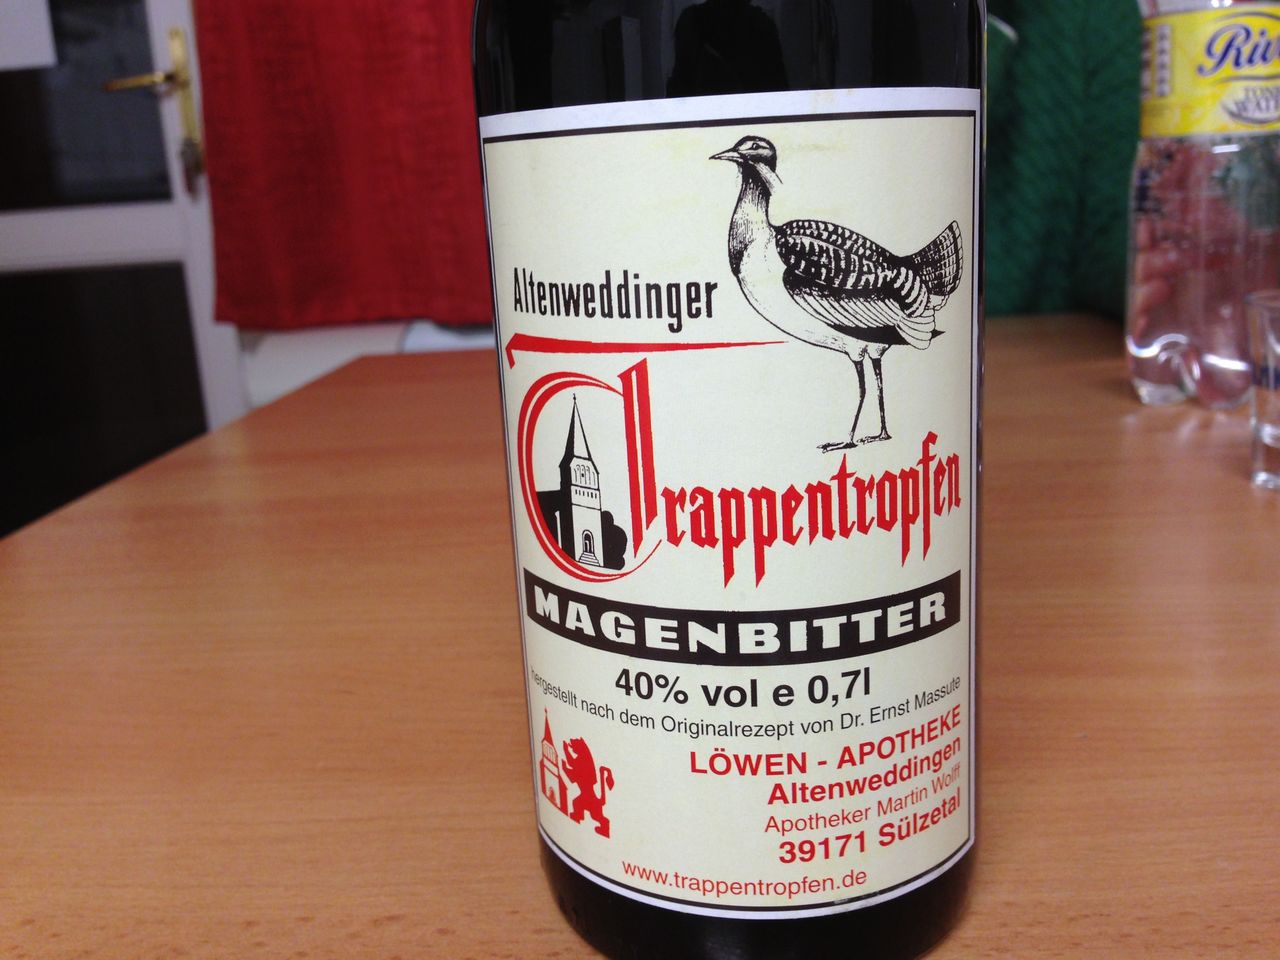 Altenweddinger
Trappentropfen
MAGENBITTER
40% vol e 0,7l
hergestellt nach dem Originalrezept von Dr. Ernst Massute
LÖWEN - APOTHEKE
Altenweddingen
Apotheker Martin Wolff
39171 Sülzetal
www.trappentropfen.de